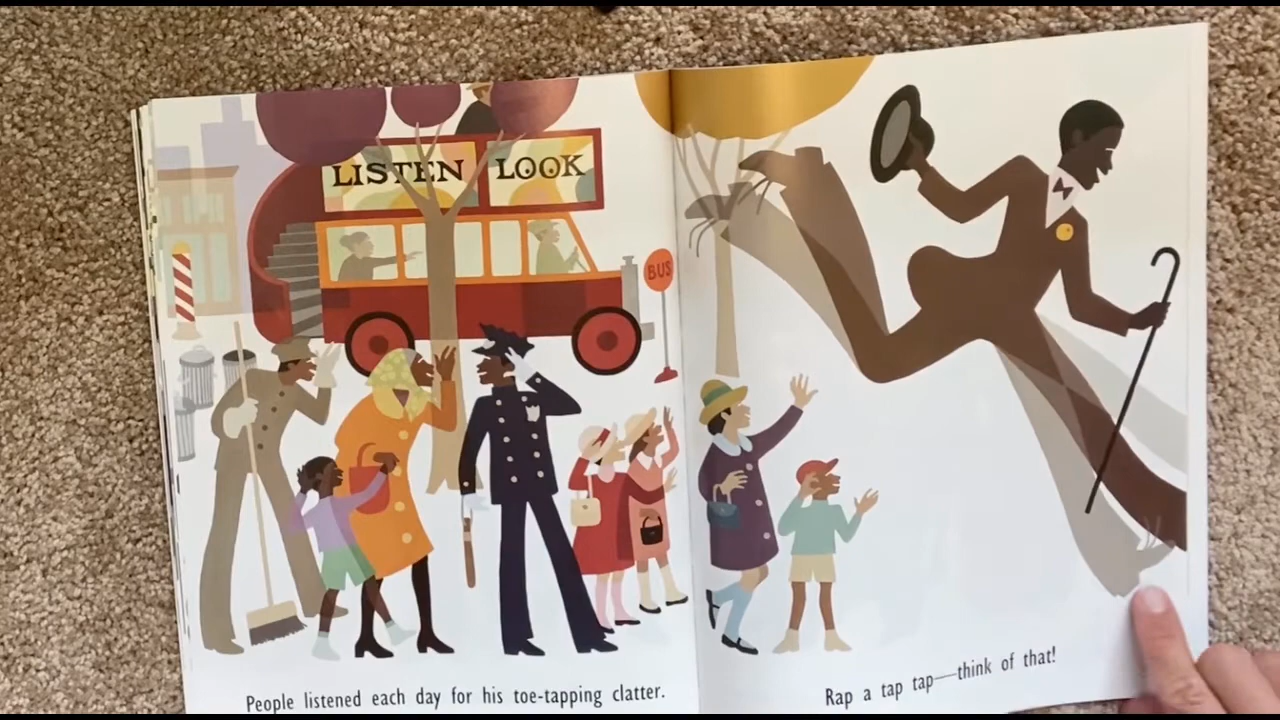 LISTEN LOOK
BUS
People listened each day for his toe-tapping clatter.
Rap a tap tap—think of that!